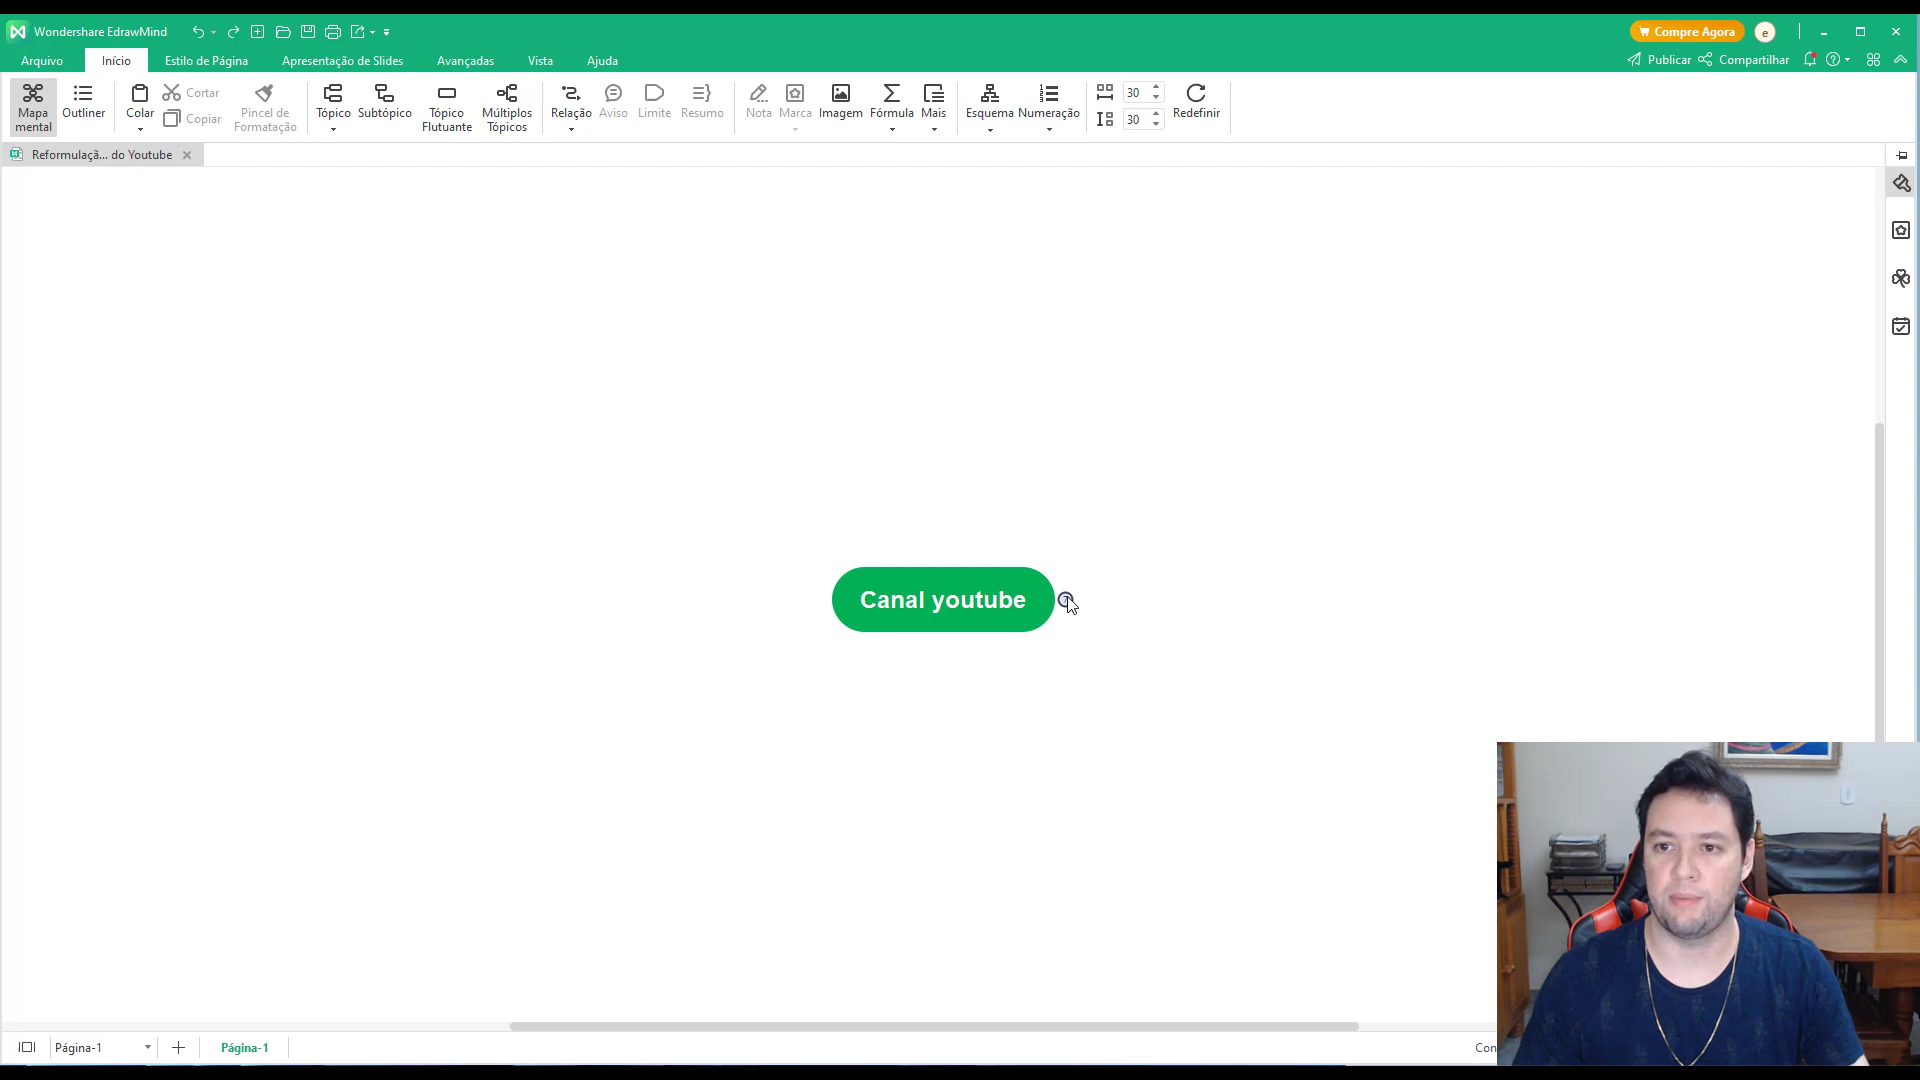 Wondershare EdrawMind
Compre Agora
e
Arquivo Início Estilo de Página Apresentação de Slides Avançadas Vista Ajuda
Publicar Compartilhar
Mapa mental
Outliner
Colar
Cortar
Copiar
Pincel de Formatação
Tópico
Subtópico
Tópico Flutuante
Múltiplos Tópicos
Relação
Aviso
Limite
Resumo
Nota
Marca
Imagem
Fórmula
Mais
Esquema
Numeração
30
30
Redefinir
Reformulaçã... do Youtube
Canal youtube
Página-1
Página-1
Con